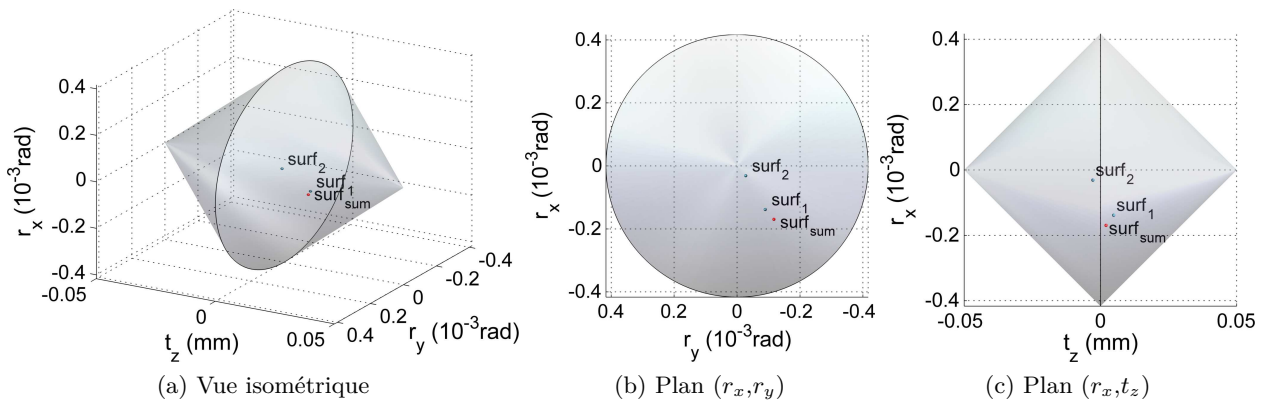 0.4
0.2
0
-0.2
-0.4
r_x (10^-3rad)
-0.05
0
0.05
t_z (mm)
0.4
0.2
0
-0.2
-0.4
r_y (10^-3rad)
surf_2
surf_1
surf_sum
(a) Vue isométrique
0.4
0.2
0
-0.2
-0.4
r_x (10^-3rad)
0.4
0.2
0
-0.2
-0.4
r_y (10^-3rad)
surf_2
surf_1
surf_sum
(b) Plan (r_x,r_y)
0.4
0.2
0
-0.2
-0.4
r_x (10^-3rad)
-0.05
0
0.05
t_z (mm)
surf_2
surf_1
surf_sum
(c) Plan (r_x,t_z)